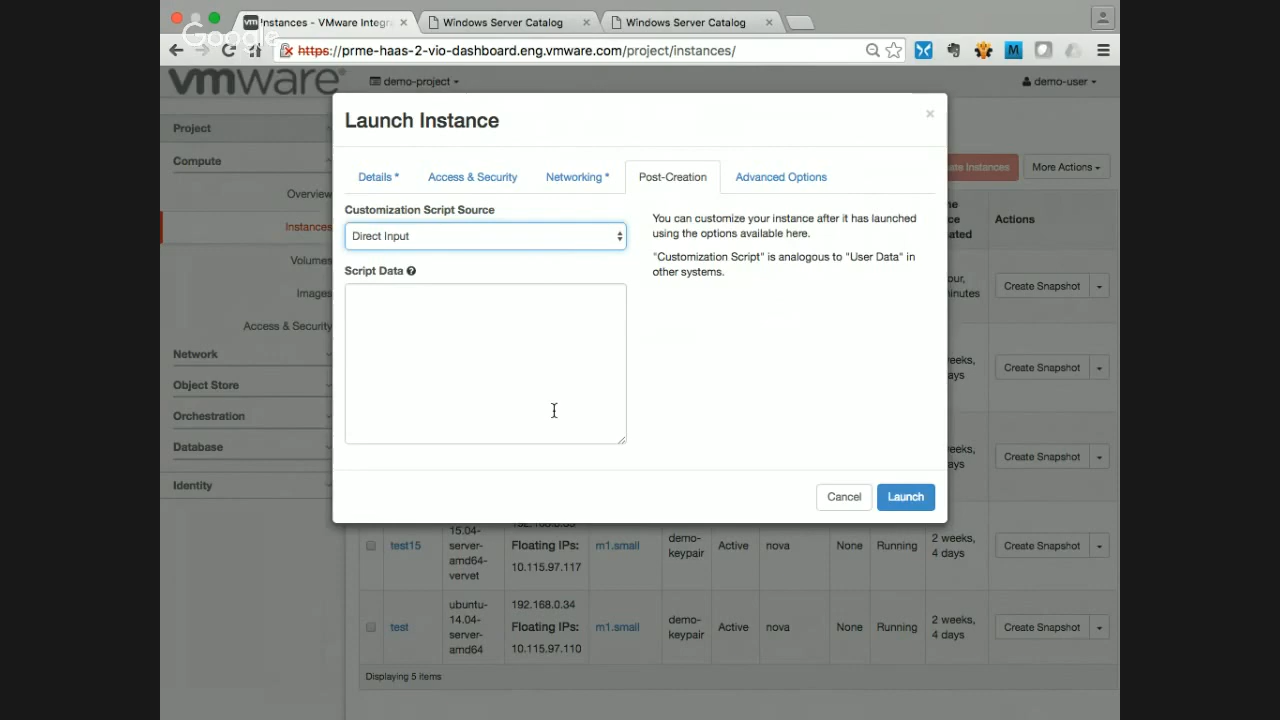 Instances - VMware Integra
Windows Server Catalog
Windows Server Catalog
Google
https://prme-haas-2-vio-dashboard.eng.vmware.com/project/instances/
M
vmware
demo-project
demo-user
Launch Instance
Project
Compute
Overview
Instances
Volumes
Images
Access & Security
Network
Object Store
Orchestration
Database
Identity
Details *
Access & Security
Networking *
Post-Creation
Advanced Options
Customization Script Source
Direct Input
Script Data
You can customize your instance after it has launched
using the options available here.
"Customization Script" is analogous to "User Data" in
other systems.
Cancel
Launch
Instances
More Actions
Actions
Create Snapshot
minutes
Create Snapshot
Create Snapshot
test15
15.04-
server-
amd64-
vervet
Floating IPs:
10.115.97.117
m1.small
demo-
keypair
Active
nova
None
Running
2 weeks,
4 days
Create Snapshot
test
ubuntu-
14.04-
server-
amd64
192.168.0.34
Floating IPs:
10.115.97.110
m1.small
demo-
keypair
Active
nova
None
Running
2 weeks,
4 days
Create Snapshot
Displaying 5 items